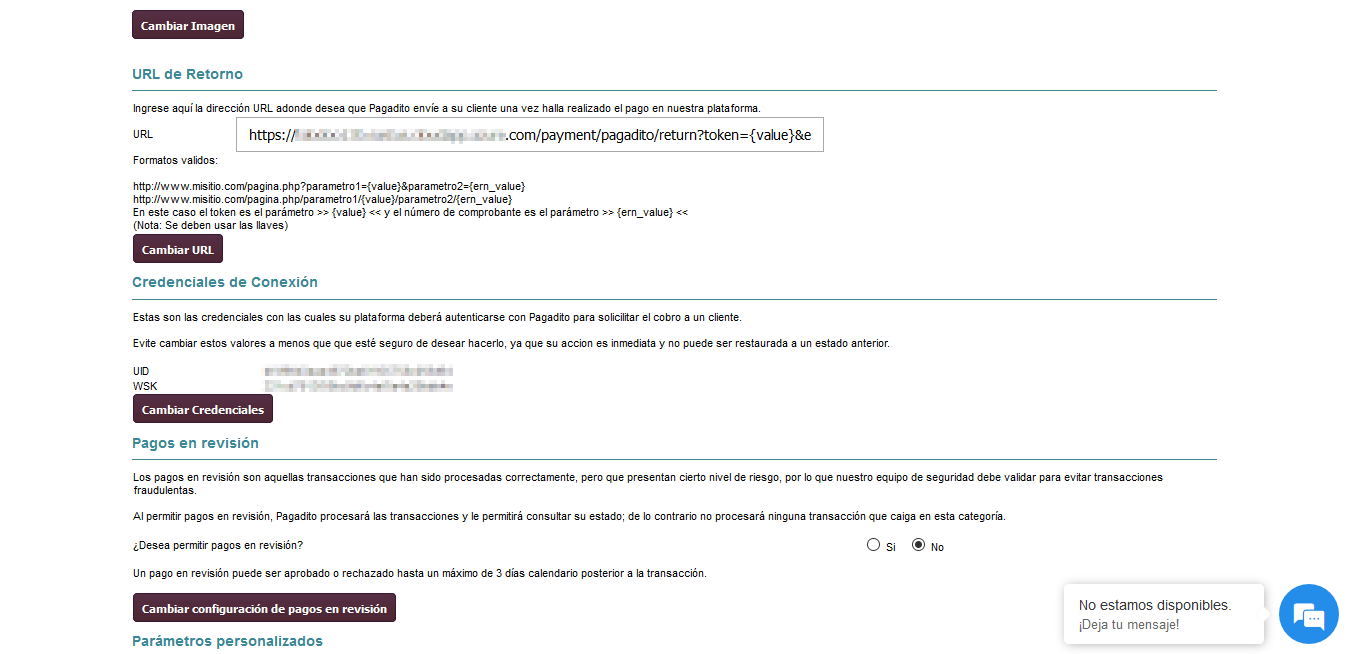 Cambiar Imagen
URL de Retorno
Ingrese aquí la dirección URL adonde desea que Pagadito envíe a su cliente una vez halla realizado el pago en nuestra plataforma.
URL
https:// .com/payment/pagadito/return?token={value}&e
Formatos validos:
http://www.misitio.com/pagina.php?parametro1={value}&parametro2={ern_value}
http://www.misitio.com/pagina.php/parametro1/{value}/parametro2/{ern_value}
En este caso el token es el parámetro >> {value} << y el número de comprobante es el parámetro >> {ern_value} <<
(Nota: Se deben usar las llaves)
Cambiar URL
Credenciales de Conexión
Estas son las credenciales con las cuales su plataforma deberá autenticarse con Pagadito para solicilitar el cobro a un cliente.
Evite cambiar estos valores a menos que que esté seguro de desear hacerlo, ya que su accion es inmediata y no puede ser restaurada a un estado anterior.
UID
WSK
Cambiar Credenciales
Pagos en revisión
Los pagos en revisión son aquellas transacciones que han sido procesadas correctamente, pero que presentan cierto nivel de riesgo, por lo que nuestro equipo de seguridad debe validar para evitar transacciones
fraudulentas.
Al permitir pagos en revisión, Pagadito procesará las transacciones y le permitirá consultar su estado; de lo contrario no procesará ninguna transacción que caiga en esta categoría.
¿Desea permitir pagos en revisión?
Si
No
Un pago en revisión puede ser aprobado o rechazado hasta un máximo de 3 días calendario posterior a la transacción.
Cambiar configuración de pagos en revisión
No estamos disponibles.
¡Deja tu mensaje!
Parámetros personalizados